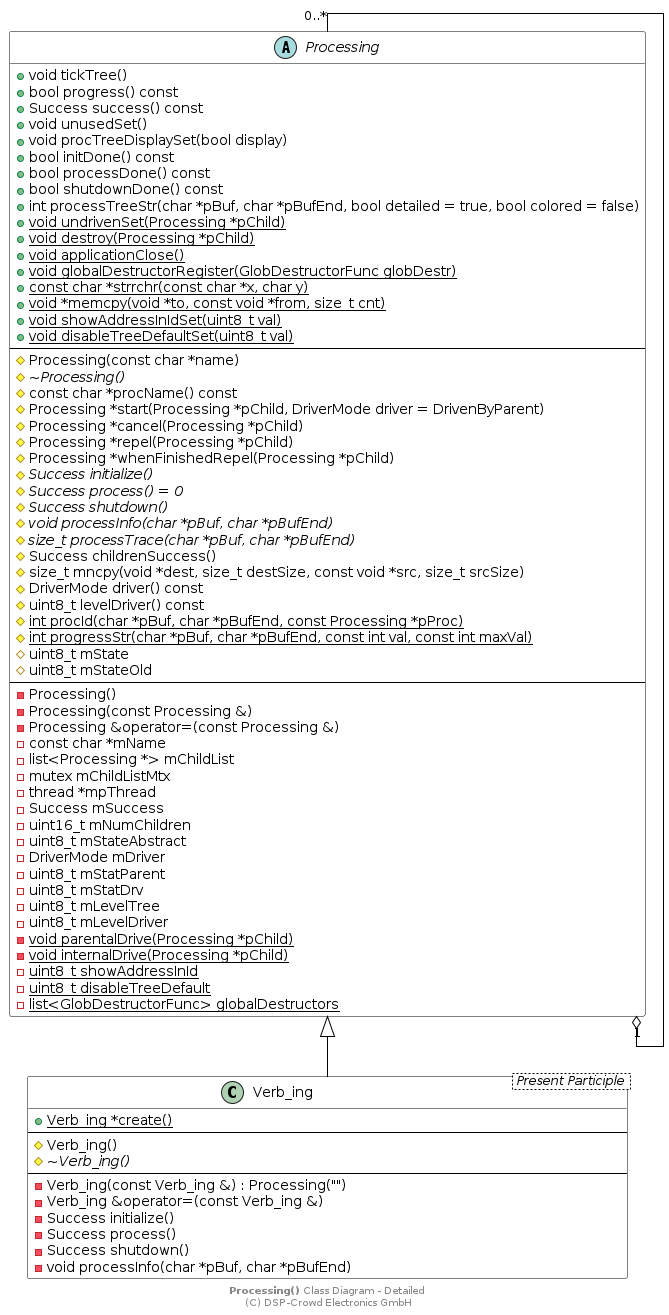 0..*
A Processing
void tickTree()
bool progress() const
Success success() const
void unusedSet()
void procTreeDisplaySet(bool display)
bool initDone() const
bool processDone() const
bool shutdownDone() const
int processTreeStr(char *pBuf, char *pBufEnd, bool detailed = true, bool colored = false)
void undrivenSet(Processing *pChild)
void destroy(Processing *pChild)
void applicationClose()
void globalDestructorRegister(GlobDestructorFunc globDestr)
const char *strrchr(const char *x, char y)
void *memcpy(void *to, const void *from, size_t cnt)
void showAddressInIdSet(uint8_t val)
void disableTreeDefaultSet(uint8_t val)
Processing(const char *name)
~Processing()
const char *procName() const
Processing *start(Processing *pChild, DriverMode driver = DrivenByParent)
Processing *cancel(Processing *pChild)
Processing *repel(Processing *pChild)
Processing *whenFinishedRepel(Processing *pChild)
Success initialize()
Success process() = 0
Success shutdown()
void processInfo(char *pBuf, char *pBufEnd)
size_t processTrace(char *pBuf, char *pBufEnd)
Success childrenSuccess()
size_t mncpy(void *dest, size_t destSize, const void *src, size_t srcSize)
DriverMode driver() const
uint8_t levelDriver() const
int procId(char *pBuf, char *pBufEnd, const Processing *pProc)
int progressStr(char *pBuf, char *pBufEnd, const int val, const int maxVal)
uint8_t mState
uint8_t mStateOld
Processing()
Processing(const Processing &)
Processing &operator=(const Processing &)
const char *mName
list<Processing *> mChildList
mutex mChildListMtx
thread *mpThread
Success mSuccess
uint16_t mNumChildren
uint8_t mStateAbstract
DriverMode mDriver
uint8_t mStatParent
uint8_t mStatDrv
uint8_t mLevelTree
uint8_t mLevelDriver
void parentalDrive(Processing *pChild)
void internalDrive(Processing *pChild)
uint8_t showAddressInId
uint8_t disableTreeDefault
list<GlobDestructorFunc> globalDestructors
1
Present Participle
C Verb_ing
Verb_ing *create()
Verb_ing()
~Verb_ing()
Verb_ing(const Verb_ing &) : Processing("")
Verb_ing &operator=(const Verb_ing &)
Success initialize()
Success process()
Success shutdown()
void processInfo(char *pBuf, char *pBufEnd)
Processing() Class Diagram - Detailed
(C) DSP-Crowd Electronics GmbH